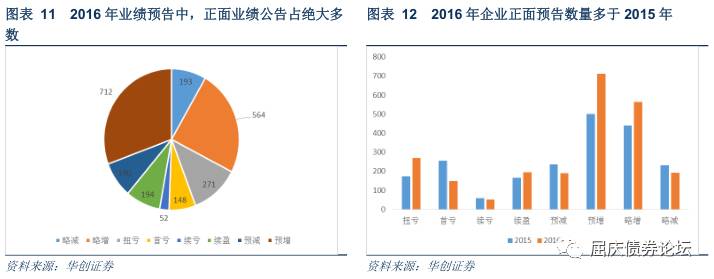 图表 11 2016 年业绩预告中，正面业绩公告占绝大多
数
193
564
271
148
52
194
712
略减 略增 扭亏 首亏 续亏 续盈 预减 预增
资料来源：华创证券
图表 12 2016 年企业正面预告数量多于 2015 年
800
700
600
500
400
300
200
100
0
扭亏 首亏 续亏 续盈 预减 预增 略增 略减
2015 2016
资料来源：华创证券
屈庆债券论坛